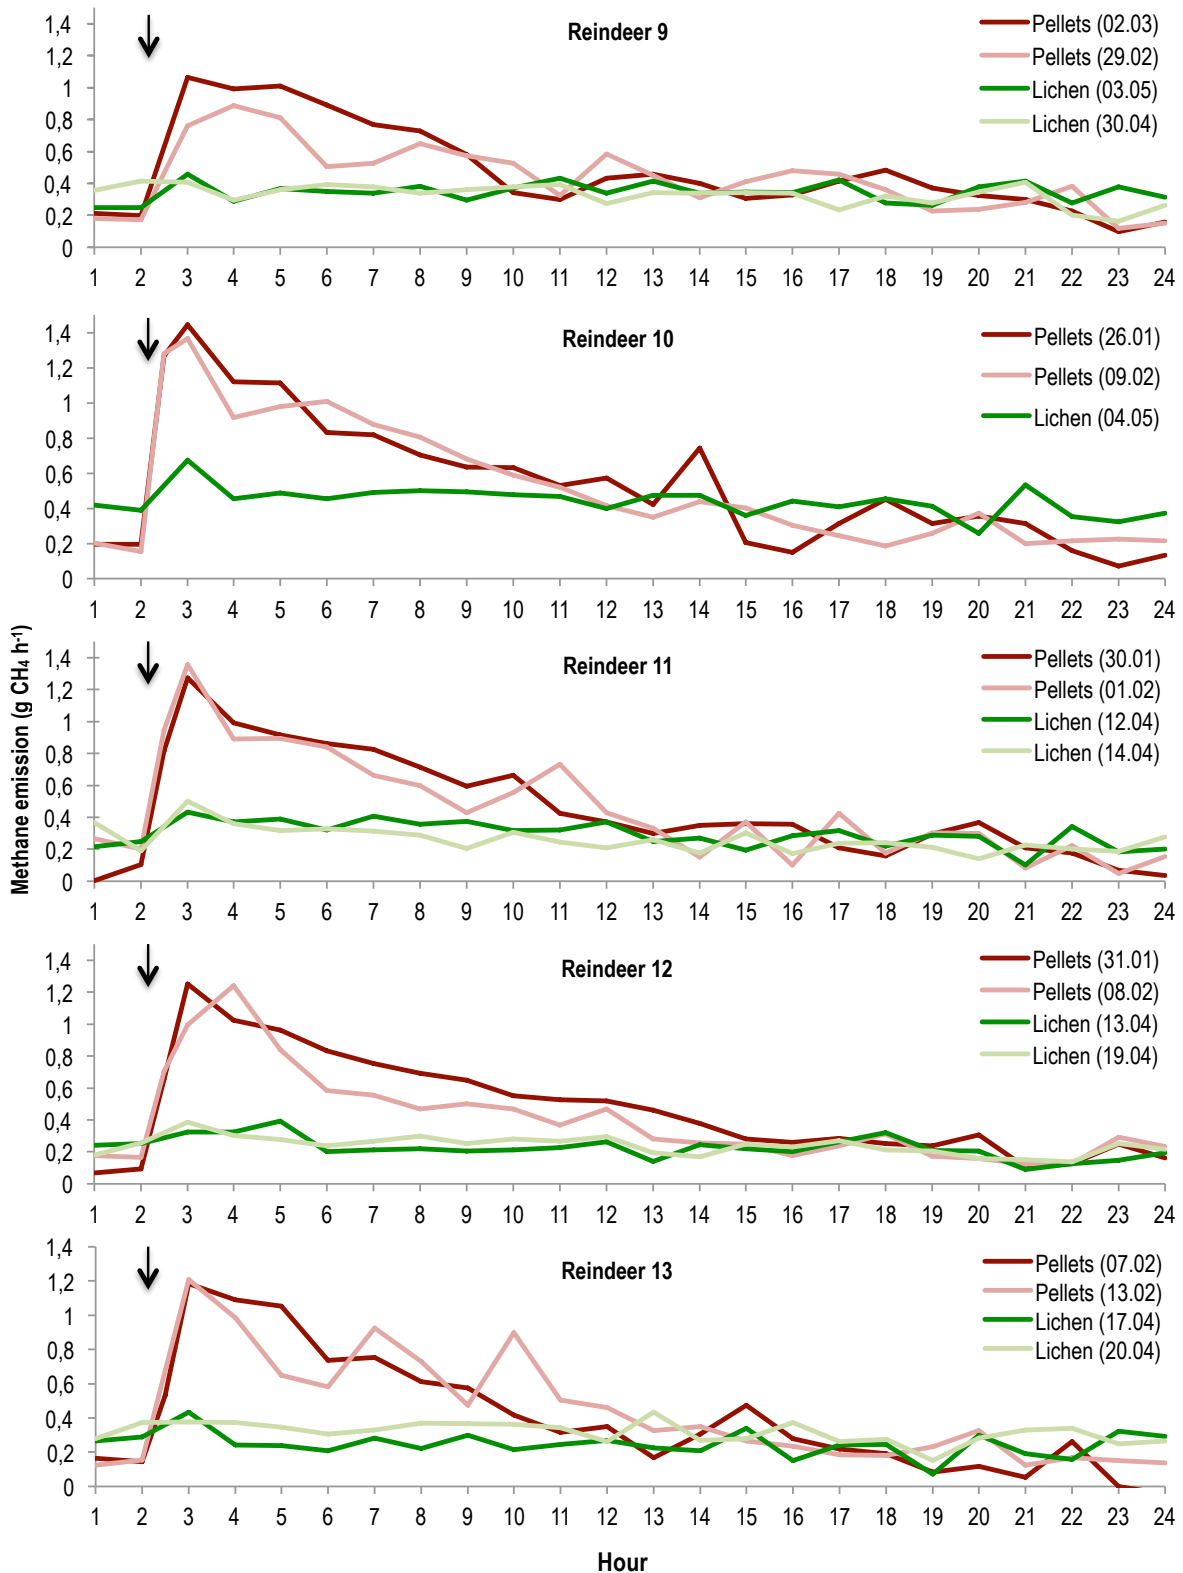 Methane emission (g CH₄ h⁻¹)
Reindeer 9
Pellets (02.03)
Pellets (29.02)
Lichen (03.05)
Lichen (30.04)
1,4
1,2
1
0,8
0,6
0,4
0,2
0
1 2 3 4 5 6 7 8 9 10 11 12 13 14 15 16 17 18 19 20 21 22 23 24
Reindeer 10
Pellets (26.01)
Pellets (09.02)
Lichen (04.05)
1,4
1,2
1
0,8
0,6
0,4
0,2
0
1 2 3 4 5 6 7 8 9 10 11 12 13 14 15 16 17 18 19 20 21 22 23 24
Reindeer 11
Pellets (30.01)
Pellets (01.02)
Lichen (12.04)
Lichen (14.04)
1,4
1,2
1
0,8
0,6
0,4
0,2
0
1 2 3 4 5 6 7 8 9 10 11 12 13 14 15 16 17 18 19 20 21 22 23 24
Reindeer 12
Pellets (31.01)
Pellets (08.02)
Lichen (13.04)
Lichen (19.04)
1,4
1,2
1
0,8
0,6
0,4
0,2
0
1 2 3 4 5 6 7 8 9 10 11 12 13 14 15 16 17 18 19 20 21 22 23 24
Reindeer 13
Pellets (07.02)
Pellets (13.02)
Lichen (17.04)
Lichen (20.04)
1,4
1,2
1
0,8
0,6
0,4
0,2
0
1 2 3 4 5 6 7 8 9 10 11 12 13 14 15 16 17 18 19 20 21 22 23 24
Hour